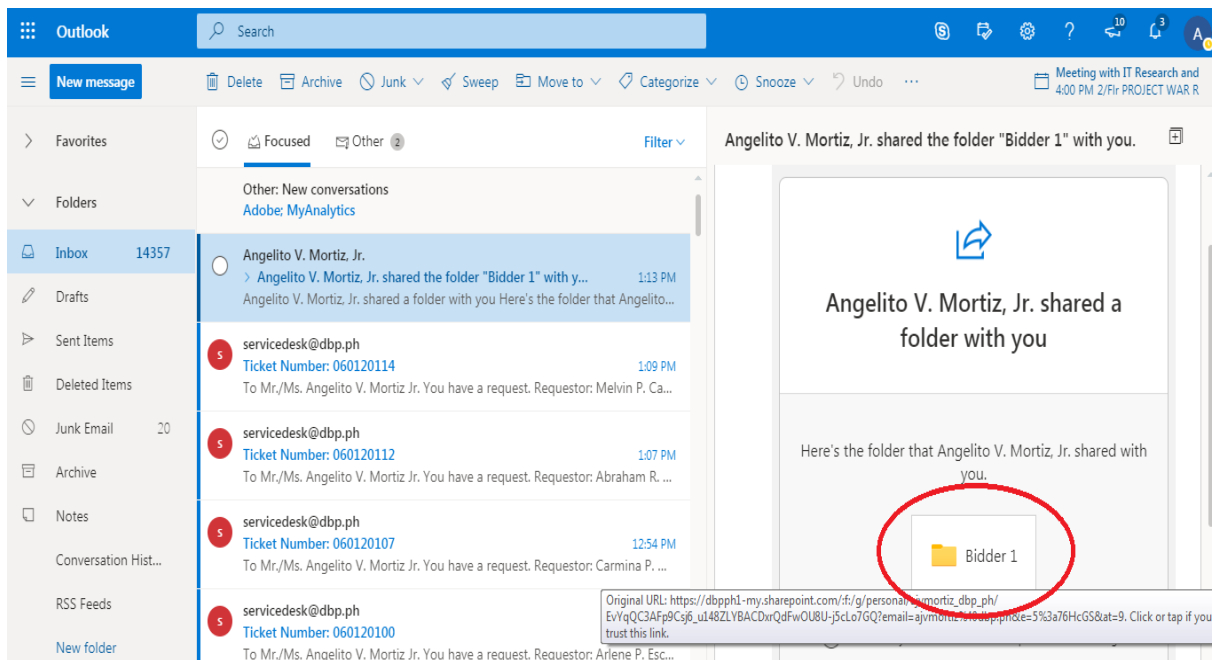 Outlook
Search
10
3
A
New message
Delete
Archive
Junk
Sweep
Move to
Categorize
Snooze
Undo
Meeting with IT Research and
4:00 PM 2/Flr PROJECT WAR R
Favorites
Folders
Inbox 14357
Drafts
Sent Items
Deleted Items
Junk Email 20
Archive
Notes
Conversation Hist...
RSS Feeds
New folder
Focused
Other 2
Filter
Other: New conversations
Adobe; MyAnalytics
Angelito V. Mortiz, Jr.
Angelito V. Mortiz, Jr. shared the folder "Bidder 1" with y... 1:13 PM
Angelito V. Mortiz, Jr. shared a folder with you Here's the folder that Angelito...
S
servicedesk@dbp.ph
Ticket Number: 060120114 1:09 PM
To Mr./Ms. Angelito V. Mortiz Jr. You have a request. Requestor: Melvin P. Ca...
S
servicedesk@dbp.ph
Ticket Number: 060120112 1:07 PM
To Mr./Ms. Angelito V. Mortiz Jr. You have a request. Requestor: Abraham R. ...
S
servicedesk@dbp.ph
Ticket Number: 060120107 12:54 PM
To Mr./Ms. Angelito V. Mortiz Jr. You have a request. Requestor: Carmina P. ...
S
servicedesk@dbp.ph
Ticket Number: 060120100
To Mr./Ms. Angelito V. Mortiz Jr. You have a request. Requestor: Arlene P. Esc...
Angelito V. Mortiz, Jr. shared the folder "Bidder 1" with you.
Angelito V. Mortiz, Jr. shared a
folder with you
Here's the folder that Angelito V. Mortiz, Jr. shared with
you.
Bidder 1
Original URL: https://dbpph1-my.sharepoint.com/:f:/g/personal/ajvmortiz_dbp_ph/
trust this link.